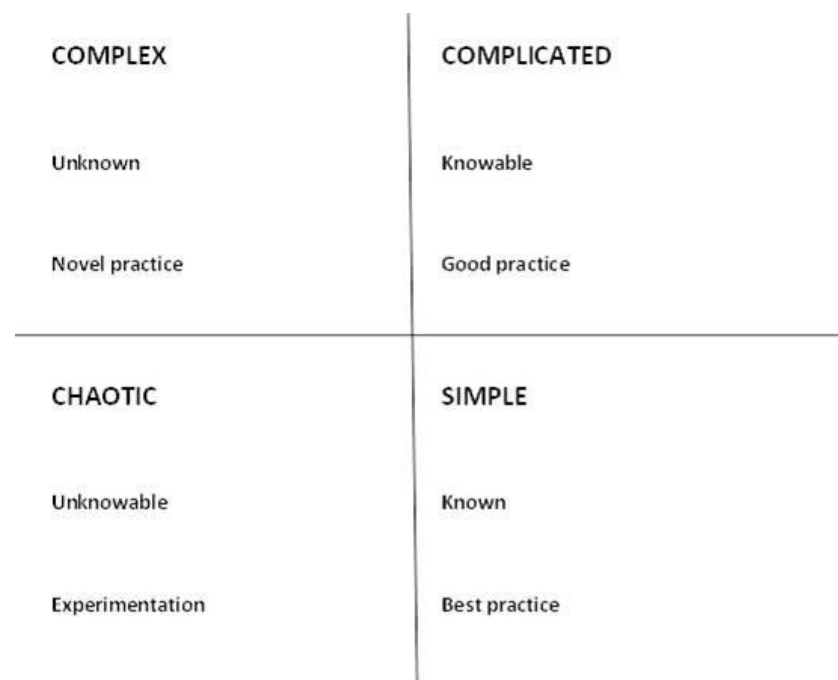 COMPLEX
Unknown
Novel practice
COMPLICATED
Knowable
Good practice
CHAOTIC
Unknowable
Experimentation
SIMPLE
Known
Best practice